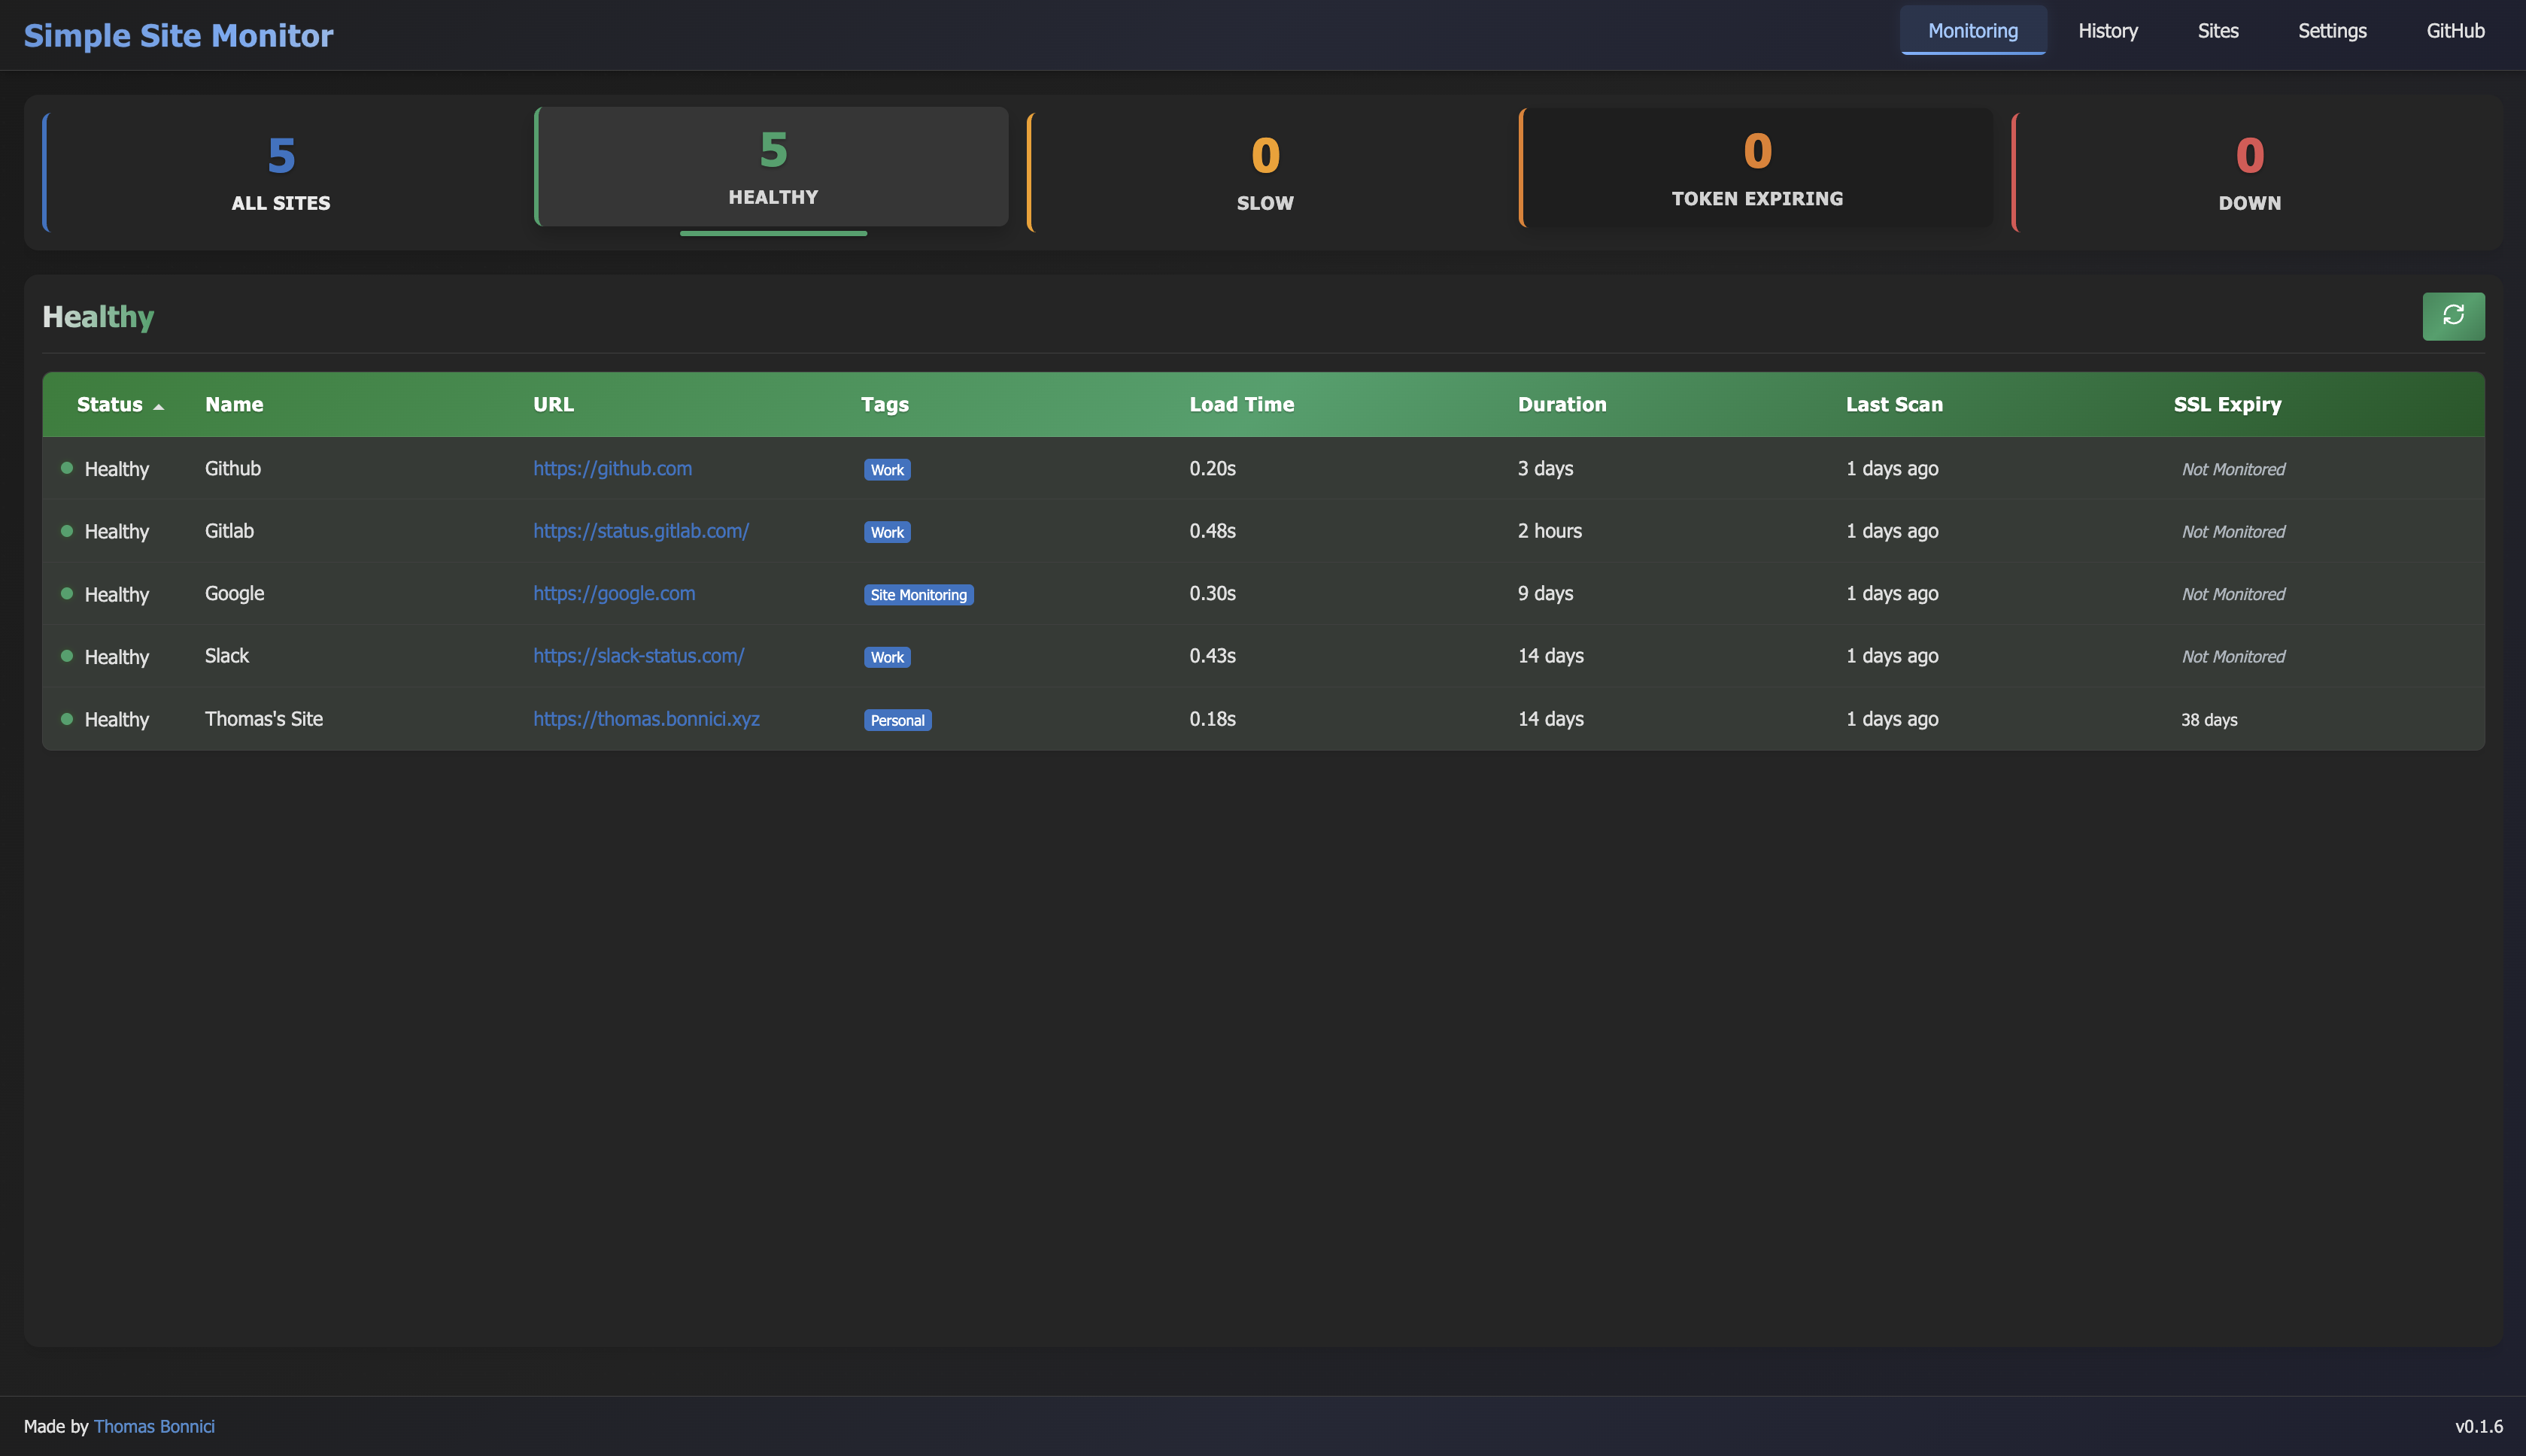 Simple Site Monitor Monitoring History Sites Settings GitHub
5 5 0 0 0
ALL SITES HEALTHY SLOW TOKEN EXPIRING DOWN
Healthy
Status Name URL Tags Load Time Duration Last Scan SSL Expiry
Healthy Github https://github.com Work 0.20s 3 days 1 days ago Not Monitored
Healthy Gitlab https://status.gitlab.com/ Work 0.48s 2 hours 1 days ago Not Monitored
Healthy Google https://google.com Site Monitoring 0.30s 9 days 1 days ago Not Monitored
Healthy Slack https://slack-status.com/ Work 0.43s 14 days 1 days ago Not Monitored
Healthy Thomas's Site https://thomas.bonnici.xyz Personal 0.18s 14 days 1 days ago 38 days
Made by Thomas Bonnici v0.1.6